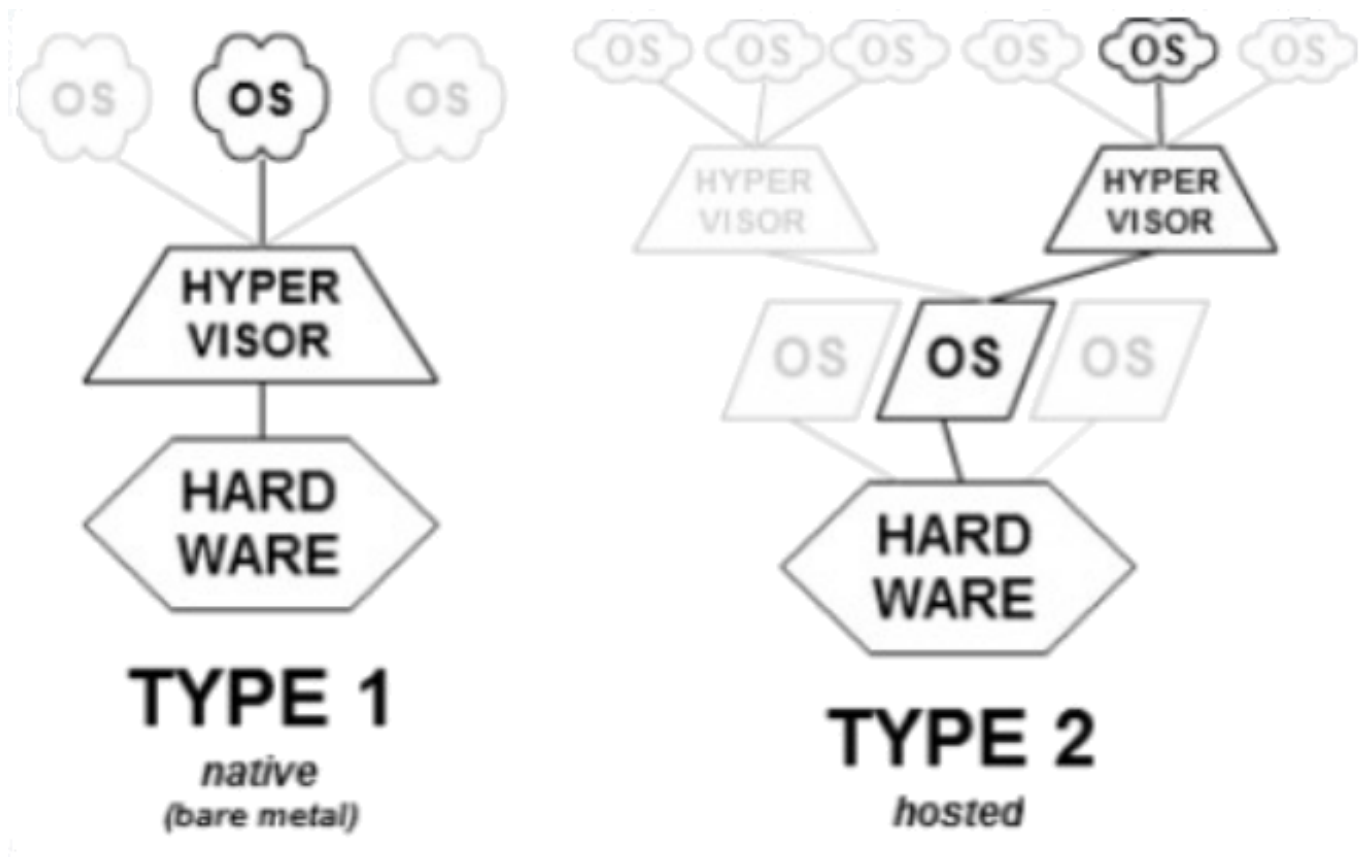 OS OS OS
HYPER
VISOR
HARD
WARE
TYPE 1
native
(bare metal)
OS OS OS OS OS OS
HYPER
VISOR
HYPER
VISOR
OS OS OS
HARD
WARE
TYPE 2
hosted